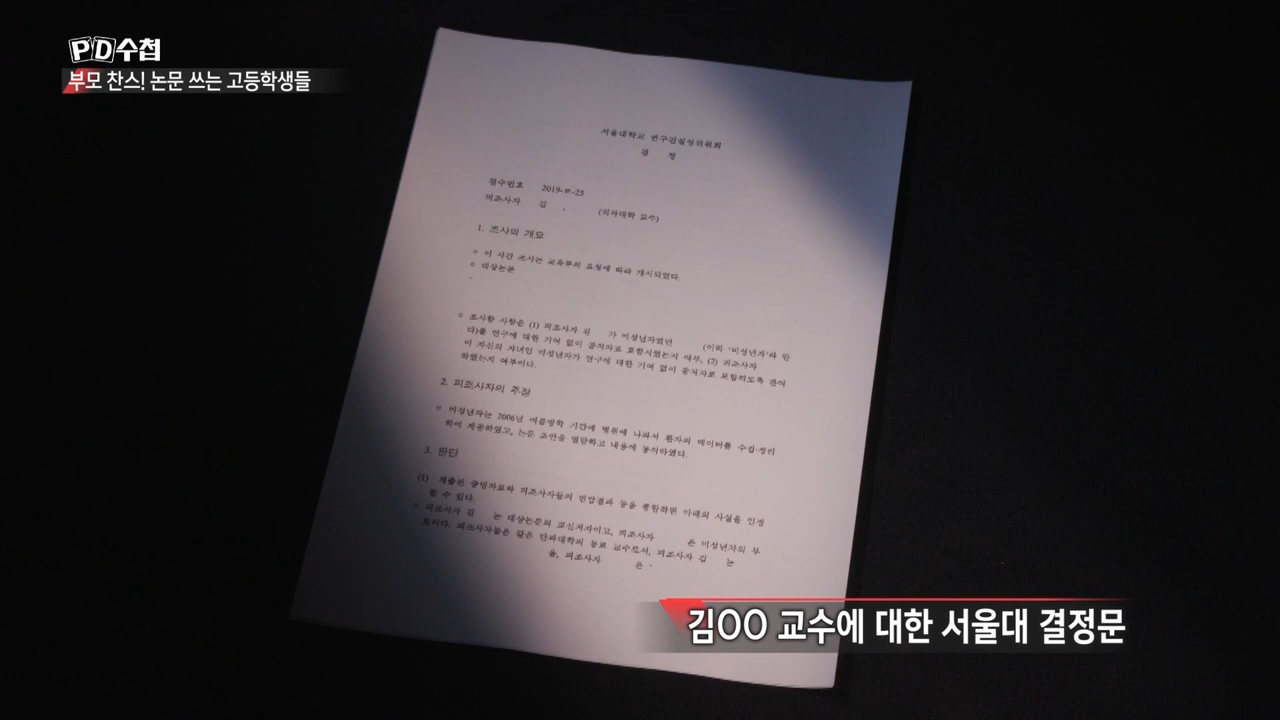 PD수첩
부모 찬스! 논문 쓰는 고등학생들
서울대학교 연구진실성위원회
결 정
접수번호 2019-II-25
피조사자 김 (의과대학 교수)
1. 조사의 개요
○ 이 사건 조사는 교육부의 요청에 따라 개시되었다.
○ 대상논문
○ 조사할 사항은 (1) 피조사자 김 가 미성년자였던 (이하 '미성년자'라 한
다)를 연구에 대한 기여 없이 공저자로 포함시켰는지 여부, (2) 피조사자
이 자신의 자녀인 미성년자가 연구에 대한 기여 없이 공저자로 포함되도록 관여
하였는지 여부이다.
2. 피조사자의 주장
○ 미성년자는 2006년 여름방학 기간에 병원에 나와서 환자의 데이터를 수집·정리
하여 제공하였고, 논문 초안을 열람하고 내용에 동의하였다.
3. 판단
(1) 제출된 증빙자료와 피조사자들의 면담결과 등을 종합하면 아래의 사실을 인정
할 수 있다.
○ 피조사자 김 는 대상논문의 교신저자이고, 피조사자 은 미성년자의 부
모이다. 피조사자들은 같은 단과대학의 동료 교수로서, 피조사자 김 는
을, 피조사자 은
김○○ 교수에 대한 서울대 결정문